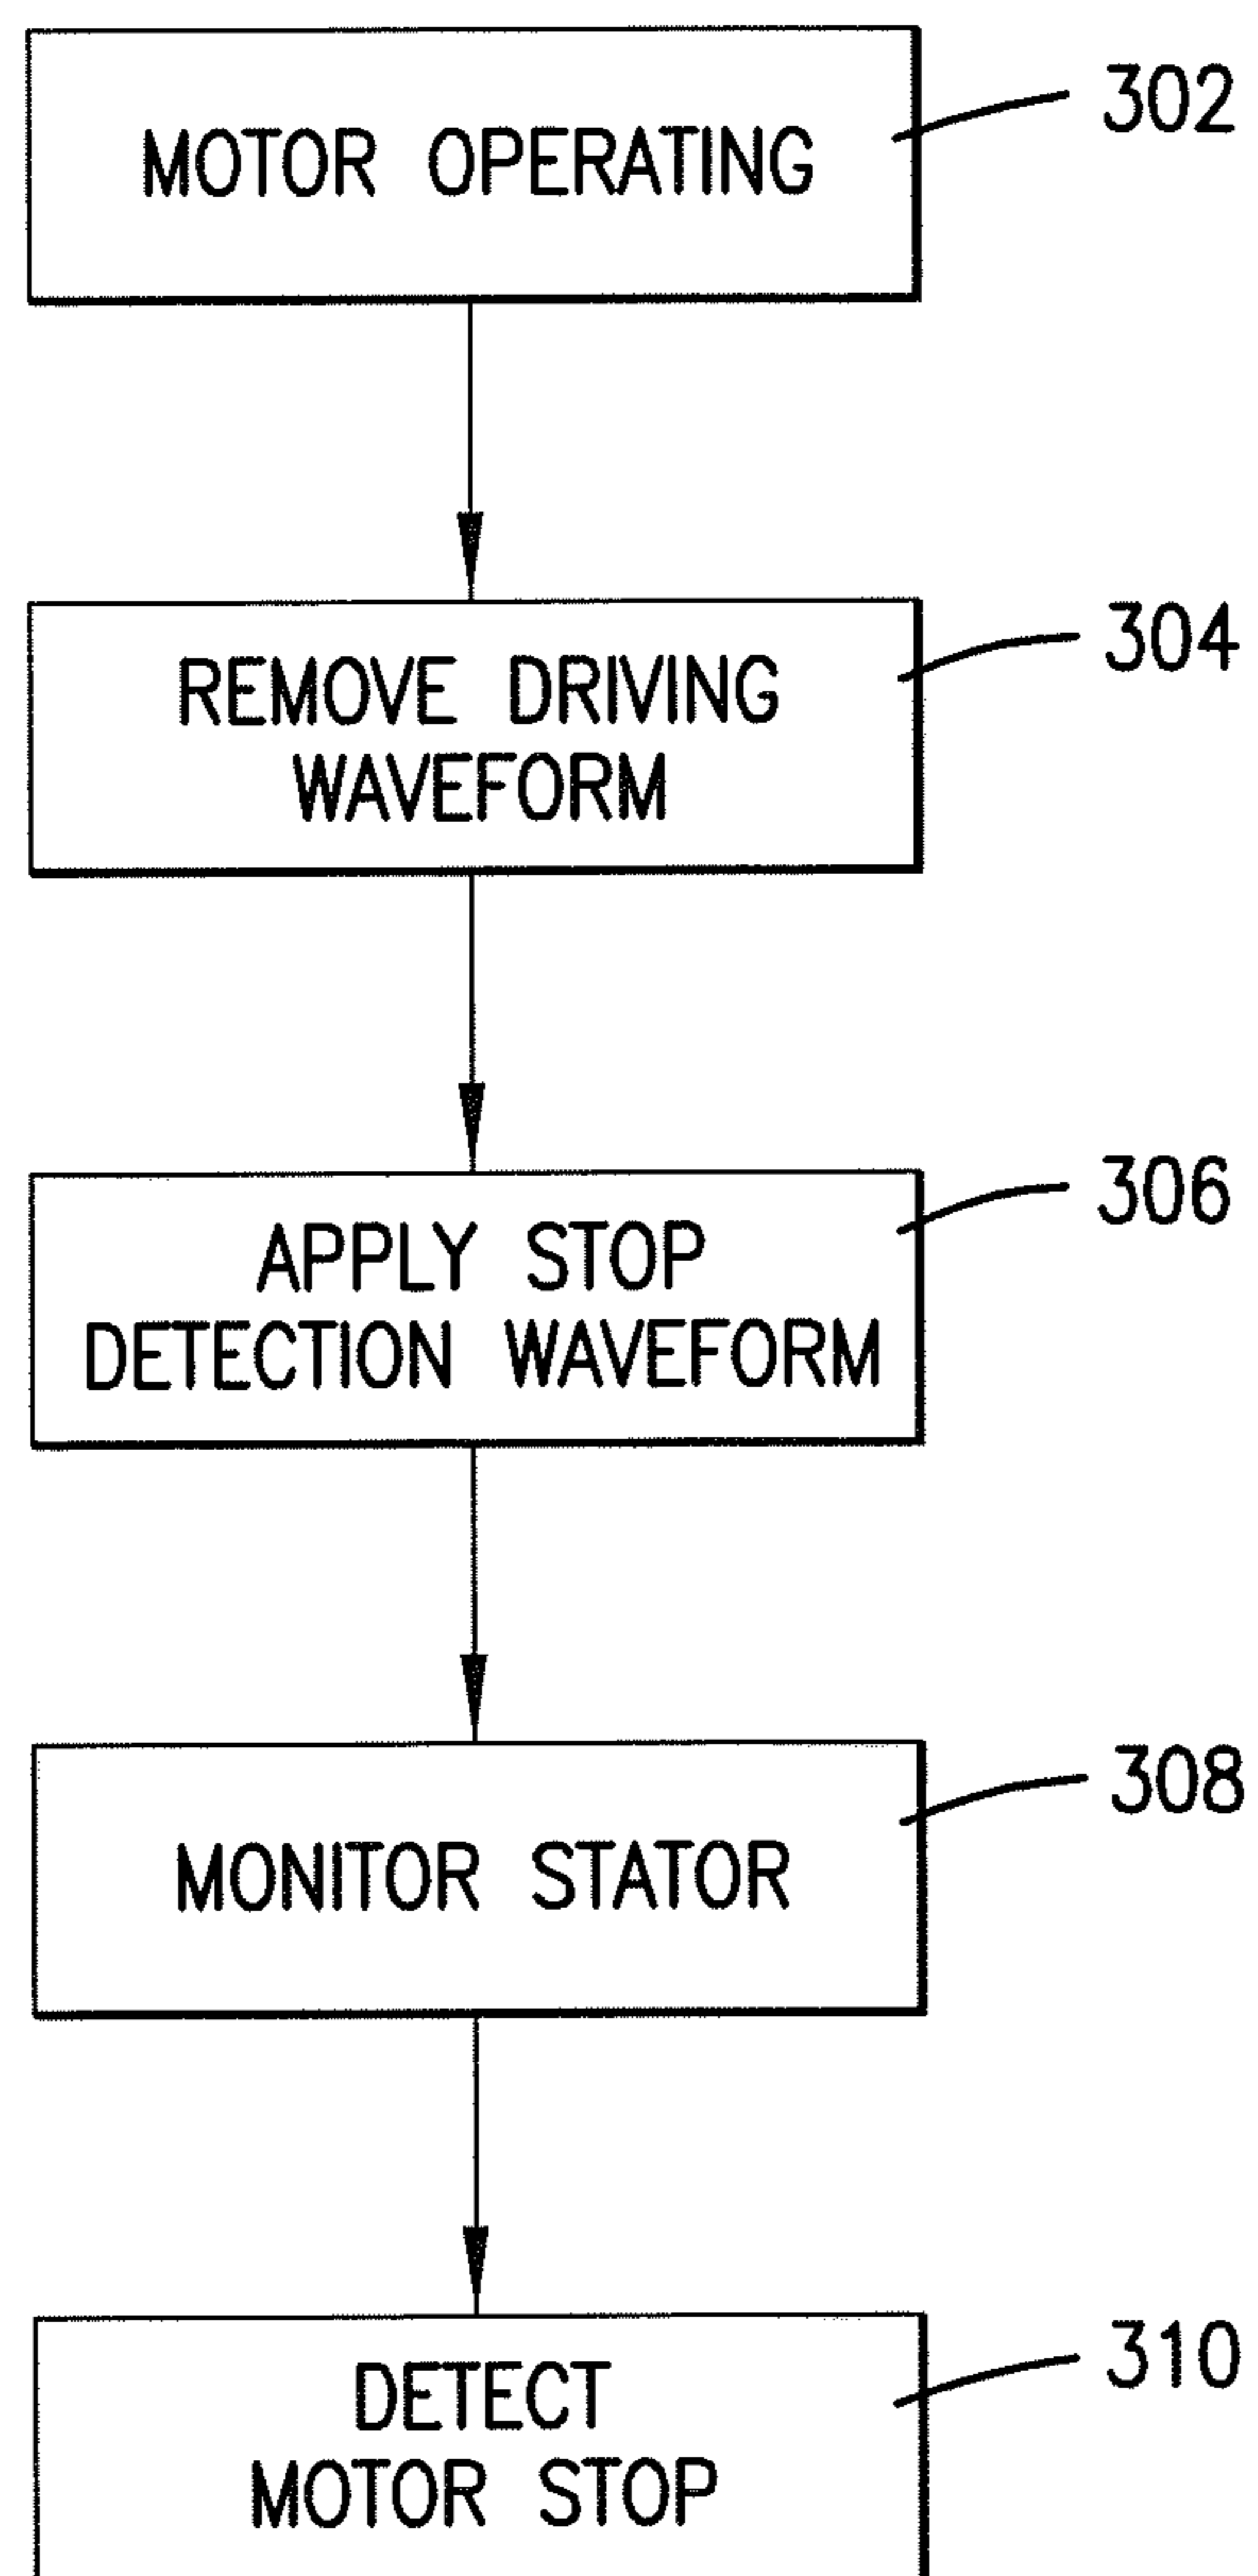 MOTOR OPERATING
302
REMOVE DRIVING
WAVEFORM
304
APPLY STOP
DETECTION WAVEFORM
306
MONITOR STATOR
308
DETECT
MOTOR STOP
310